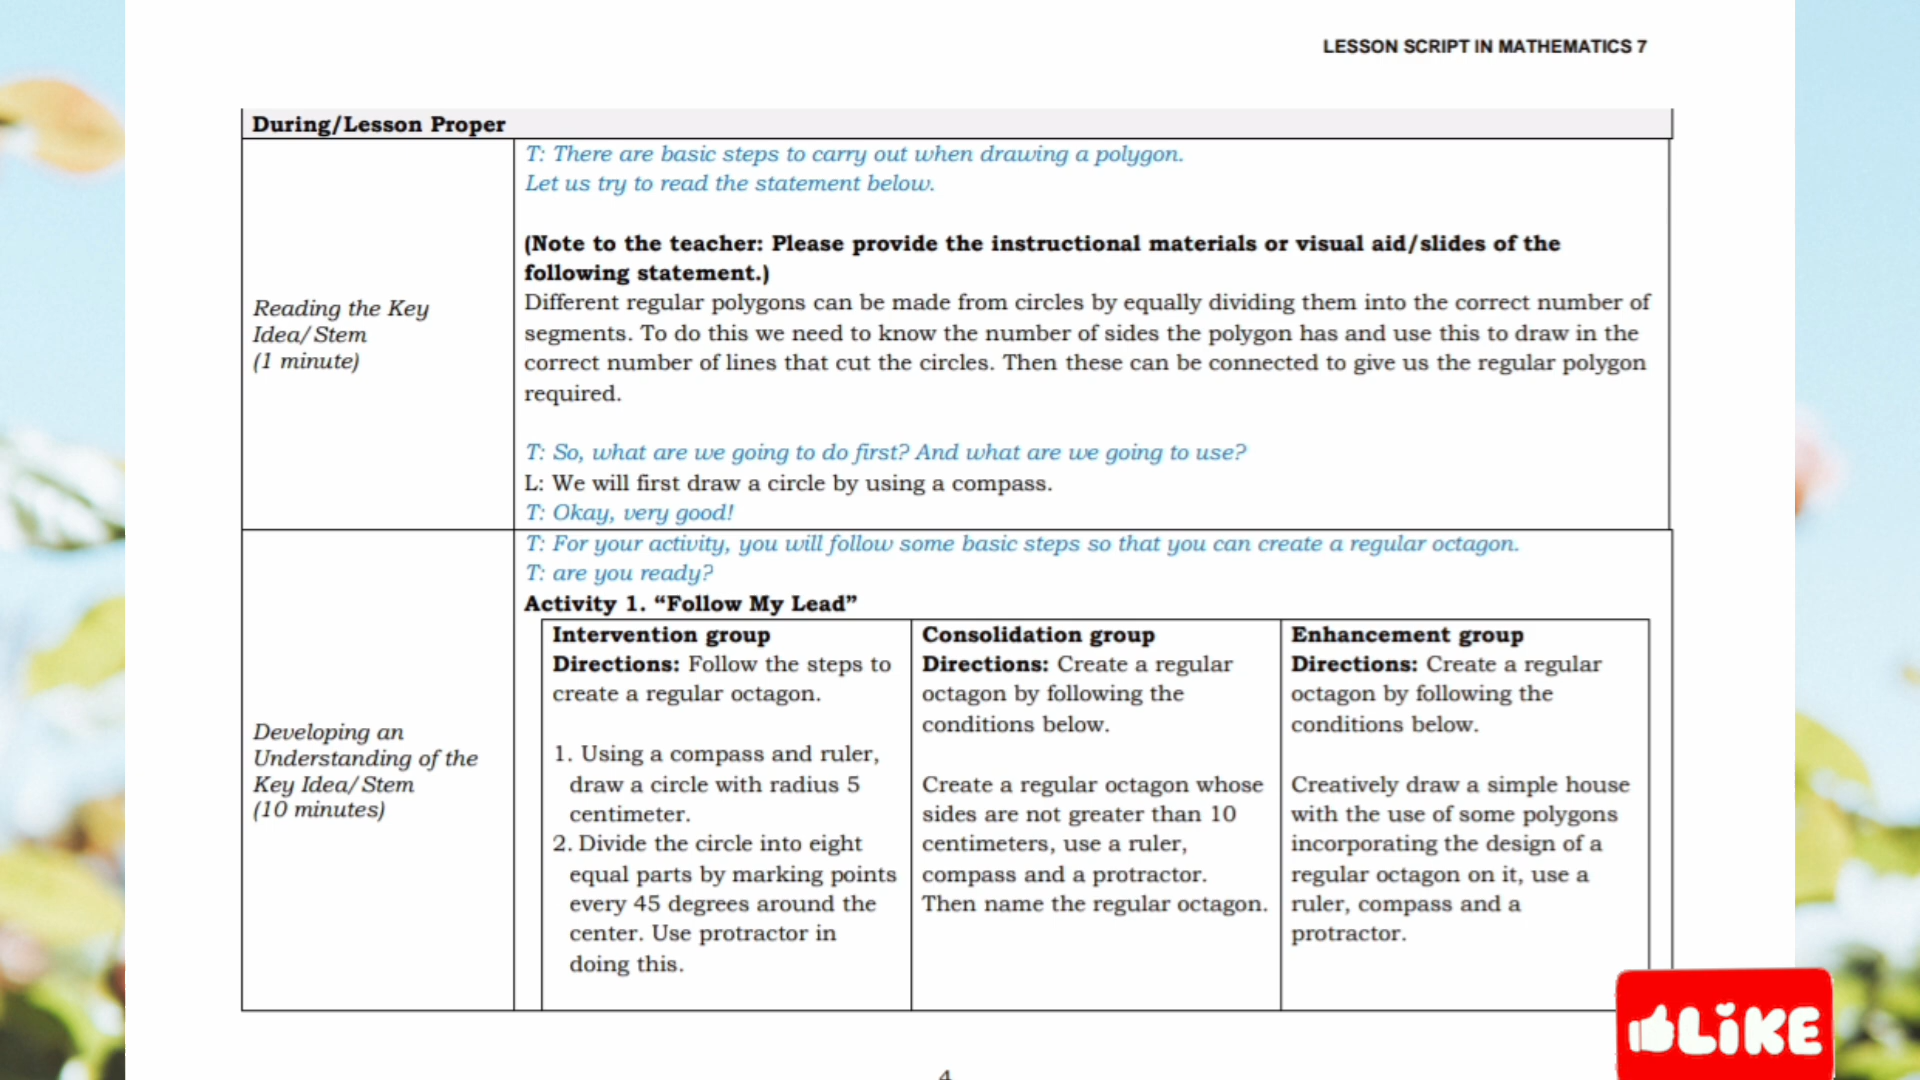 LESSON SCRIPT IN MATHEMATICS 7
During/Lesson Proper
Reading the Key
Idea/Stem
(1 minute)
T: There are basic steps to carry out when drawing a polygon.
Let us try to read the statement below.
(Note to the teacher: Please provide the instructional materials or visual aid/slides of the
following statement.)
Different regular polygons can be made from circles by equally dividing them into the correct number of
segments. To do this we need to know the number of sides the polygon has and use this to draw in the
correct number of lines that cut the circles. Then these can be connected to give us the regular polygon
required.
T: So, what are we going to do first? And what are we going to use?
L: We will first draw a circle by using a compass.
T: Okay, very good!
Developing an
Understanding of the
Key Idea/Stem
(10 minutes)
T: For your activity, you will follow some basic steps so that you can create a regular octagon.
T: are you ready?
Activity 1. “Follow My Lead”
Intervention group
Directions: Follow the steps to
create a regular octagon.
1. Using a compass and ruler,
draw a circle with radius 5
centimeter.
2. Divide the circle into eight
equal parts by marking points
every 45 degrees around the
center. Use protractor in
doing this.
Consolidation group
Directions: Create a regular
octagon by following the
conditions below.
Create a regular octagon whose
sides are not greater than 10
centimeters, use a ruler,
compass and a protractor.
Then name the regular octagon.
Enhancement group
Directions: Create a regular
octagon by following the
conditions below.
Creatively draw a simple house
with the use of some polygons
incorporating the design of a
regular octagon on it, use a
ruler, compass and a
protractor.
4
LiKE